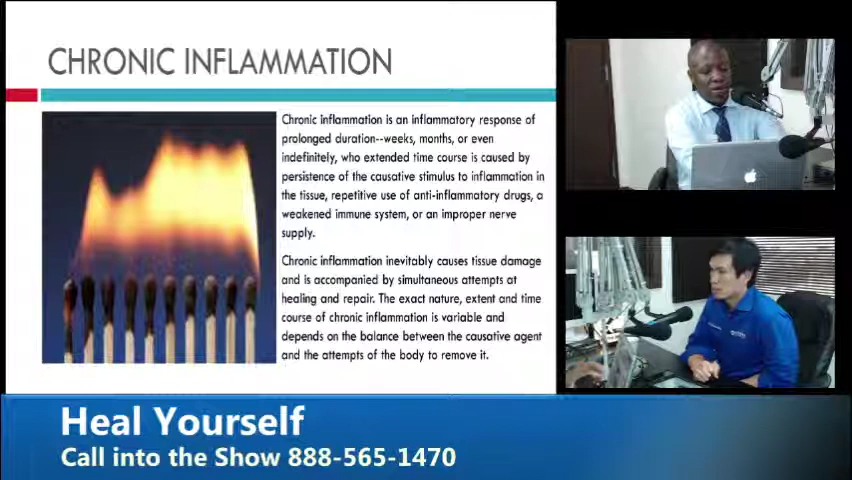 CHRONIC INFLAMMATION
Chronic inflammation is an inflammatory response of
prolonged duration--weeks, months, or even
indefinitely, who extended time course is caused by
persistence of the causative stimulus to inflammation in
the tissue, repetitive use of anti-inflammatory drugs, a
weakened immune system, or an improper nerve
supply.
Chronic inflammation inevitably causes tissue damage
and is accompanied by simultaneous attempts at
healing and repair. The exact nature, extent and time
course of chronic inflammation is variable and
depends on the balance between the causative agent
and the attempts of the body to remove it.
Heal Yourself
Call into the Show 888-565-1470